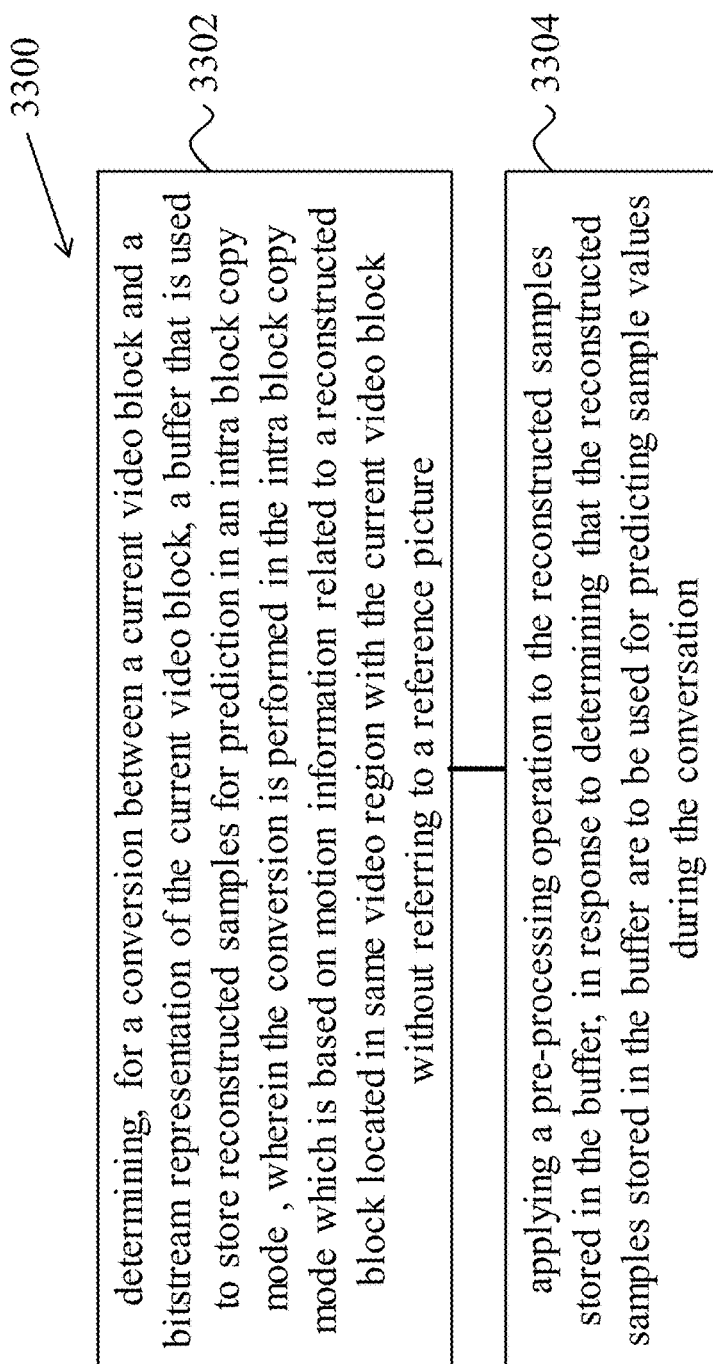 3300
determining, for a conversion between a current video block and a
bitstream representation of the current video block, a buffer that is used
to store reconstructed samples for prediction in an intra block copy
mode , wherein the conversion is performed in the intra block copy
mode which is based on motion information related to a reconstructed
block located in same video region with the current video block
without referring to a reference picture
3302
applying a pre-processing operation to the reconstructed samples
stored in the buffer, in response to determining that the reconstructed
samples stored in the buffer are to be used for predicting sample values
during the conversation
3304